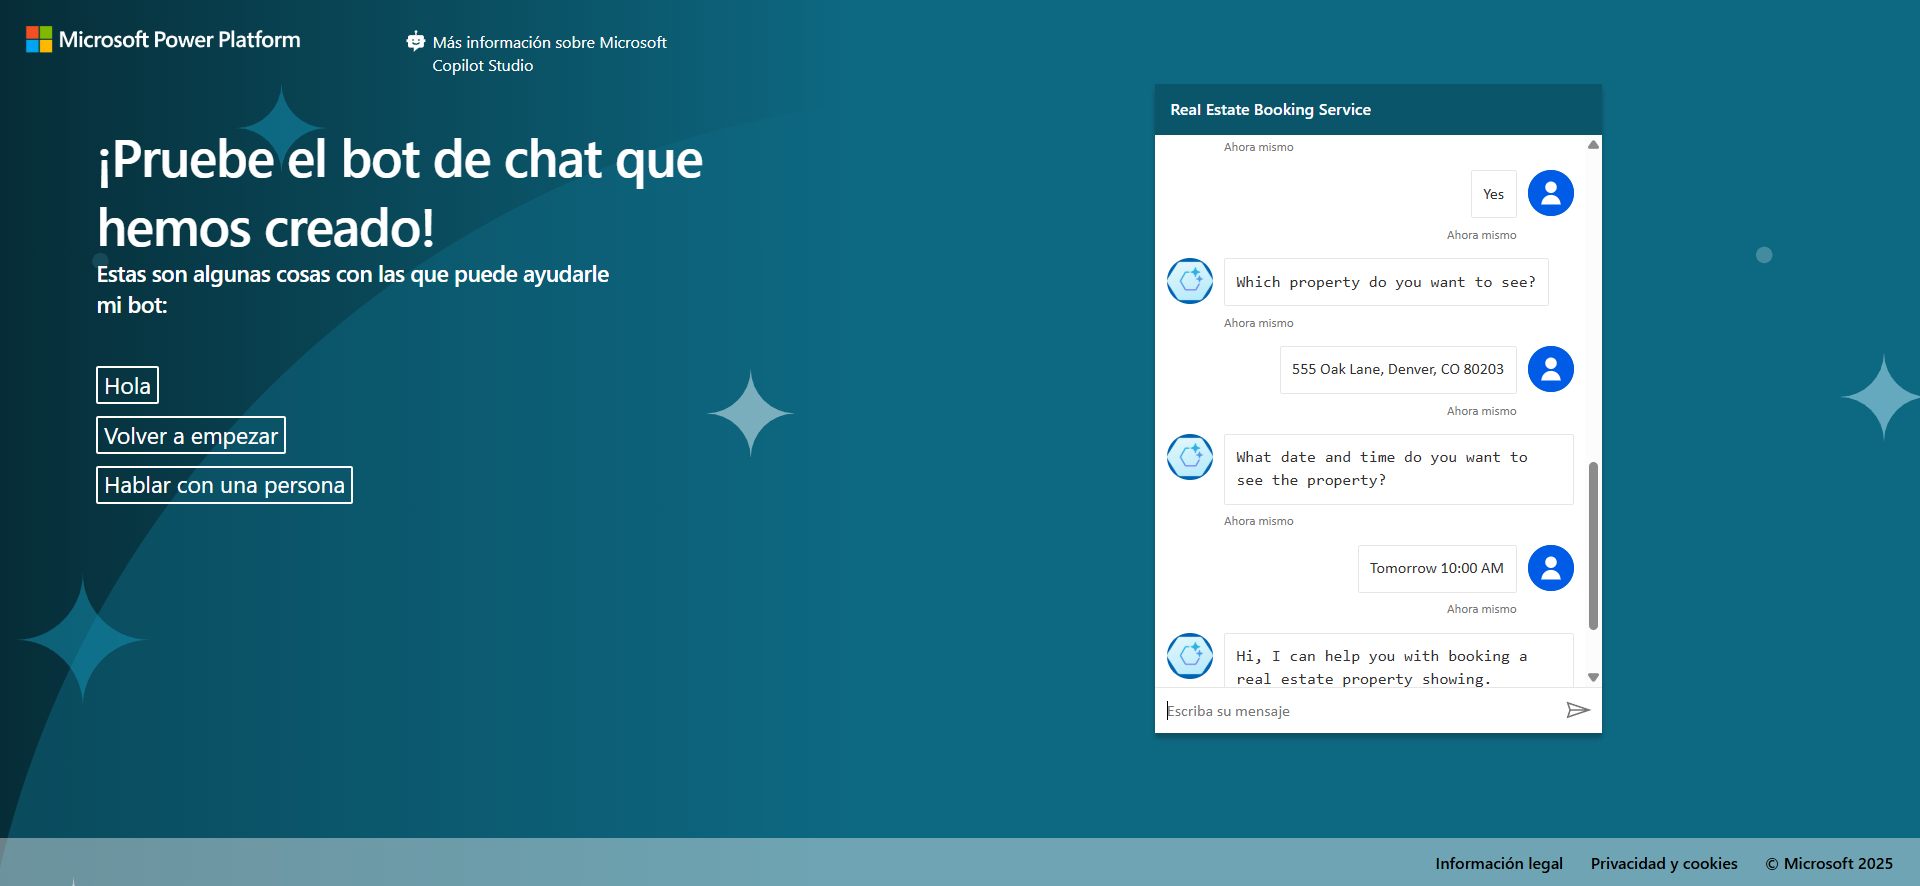 Microsoft Power Platform
Más información sobre Microsoft
Copilot Studio
¡Pruebe el bot de chat que
hemos creado!
Estas son algunas cosas con las que puede ayudarle
mi bot:
Hola
Volver a empezar
Hablar con una persona
Real Estate Booking Service
Ahora mismo
Yes
Ahora mismo
Which property do you want to see?
Ahora mismo
555 Oak Lane, Denver, CO 80203
Ahora mismo
What date and time do you want to
see the property?
Ahora mismo
Tomorrow 10:00 AM
Ahora mismo
Hi, I can help you with booking a
real estate property showing.
Escriba su mensaje
Información legal
Privacidad y cookies
© Microsoft 2025